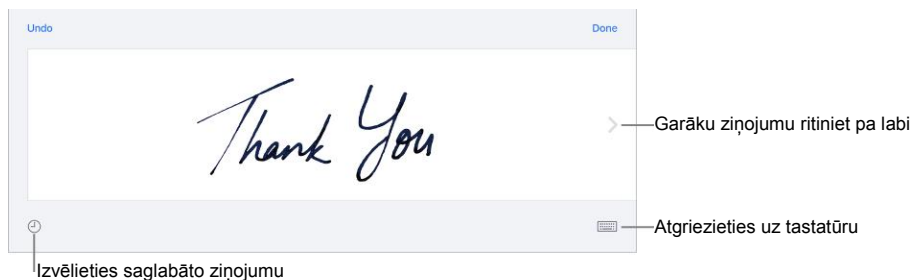 Undo Done
Thank You
Garāku ziņojumu ritiniet pa labi
Atgriezieties uz tastatūru
Izvēlieties saglabāto ziņojumu